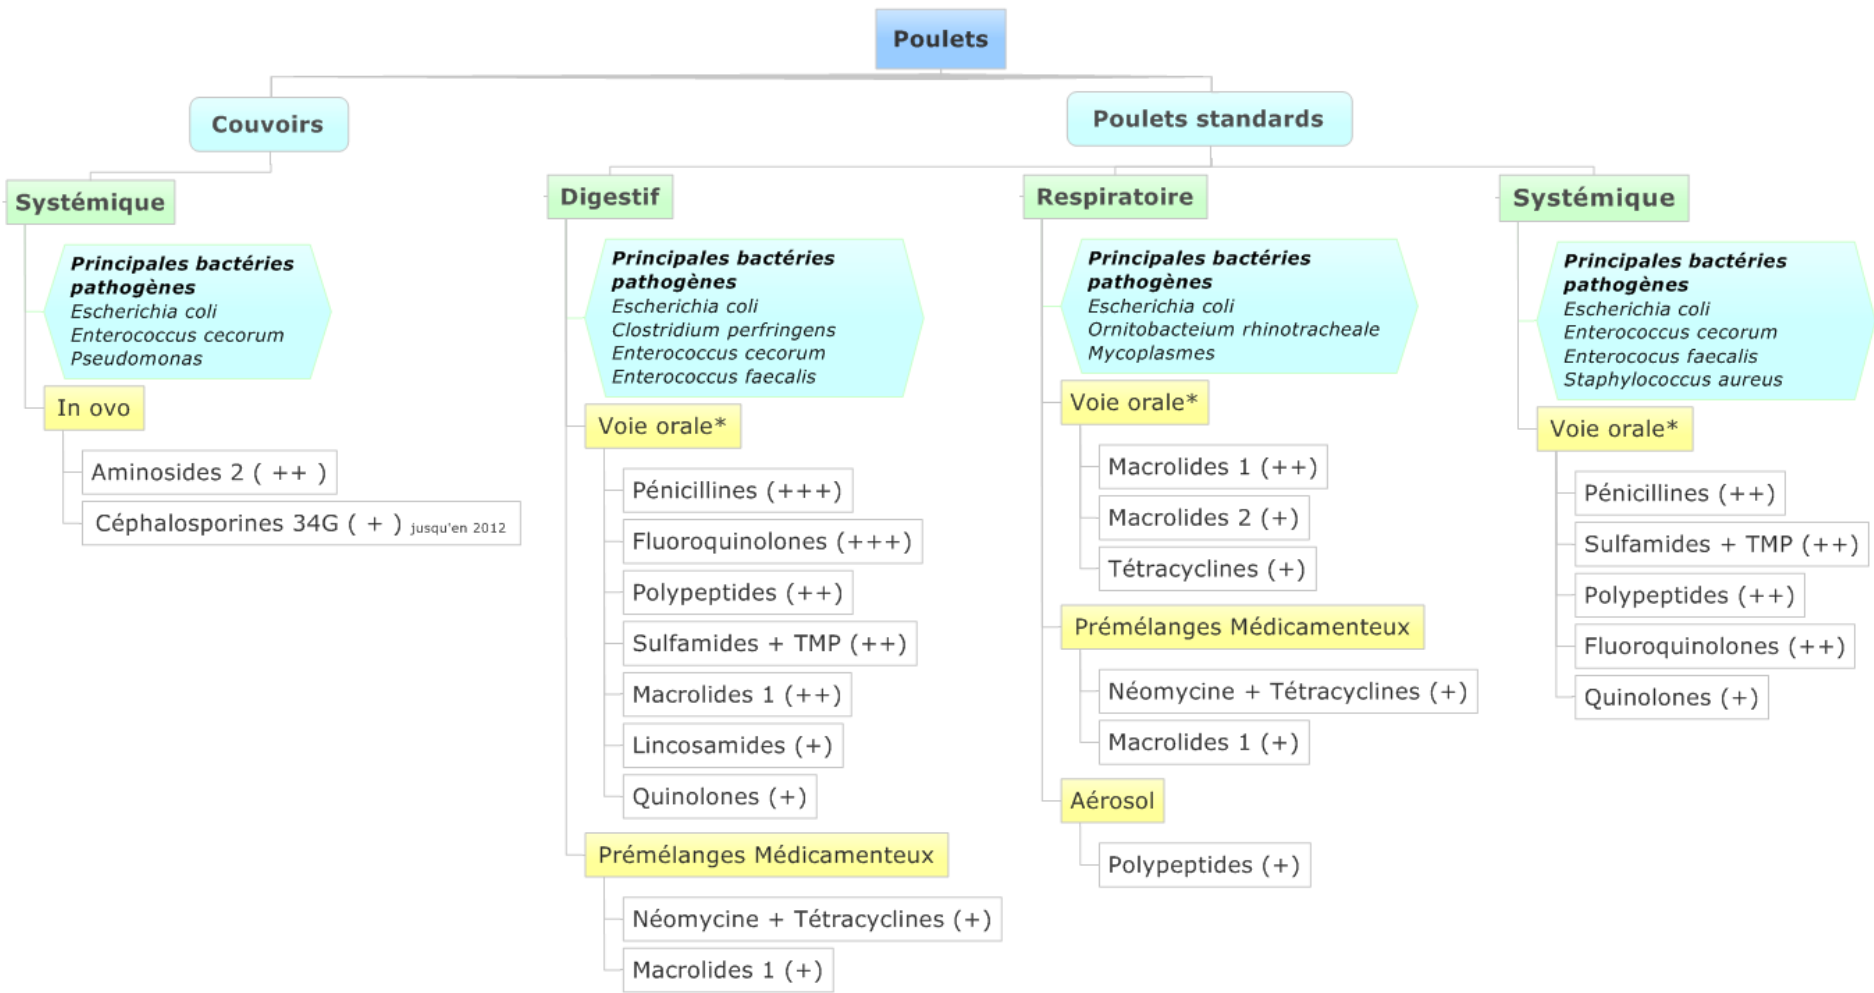 Poulets
Couvoirs
Systémique
Principales bactéries
pathogènes
Escherichia coli
Enterococcus cecorum
Pseudomonas
In ovo
Aminosides 2 ( ++ )
Céphalosporines 34G ( + ) jusqu'en 2012
Poulets standards
Digestif
Principales bactéries
pathogènes
Escherichia coli
Clostridium perfringens
Enterococcus cecorum
Enterococcus faecalis
Voie orale*
Pénicillines (+++)
Fluoroquinolones (+++)
Polypeptides (++)
Sulfamides + TMP (++)
Macrolides 1 (++)
Lincosamides (+)
Quinolones (+)
Prémélanges Médicamenteux
Néomycine + Tétracyclines (+)
Macrolides 1 (+)
Respiratoire
Principales bactéries
pathogènes
Escherichia coli
Ornitobacteium rhinotracheale
Mycoplasmes
Voie orale*
Macrolides 1 (++)
Macrolides 2 (+)
Tétracyclines (+)
Prémélanges Médicamenteux
Néomycine + Tétracyclines (+)
Macrolides 1 (+)
Aérosol
Polypeptides (+)
Systémique
Principales bactéries
pathogènes
Escherichia coli
Enterococcus cecorum
Enterococus faecalis
Staphylococcus aureus
Voie orale*
Pénicillines (++)
Sulfamides + TMP (++)
Polypeptides (++)
Fluoroquinolones (++)
Quinolones (+)